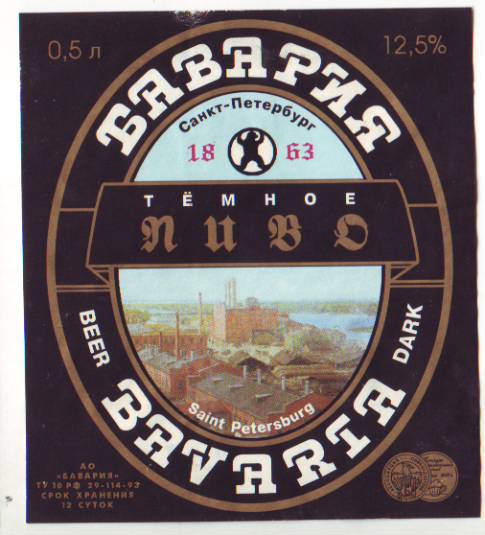 0,5 л
12,5%
БАВАРИЯ
Санкт-Петербург
18 63
ТЁМНОЕ
ПИВО
BEER
DARK
Saint Petersburg
BAVARIA
АО
«БАВАРИЯ»
ТУ 10 РФ 29-114-93
СРОК ХРАНЕНИЯ
12 СУТОК